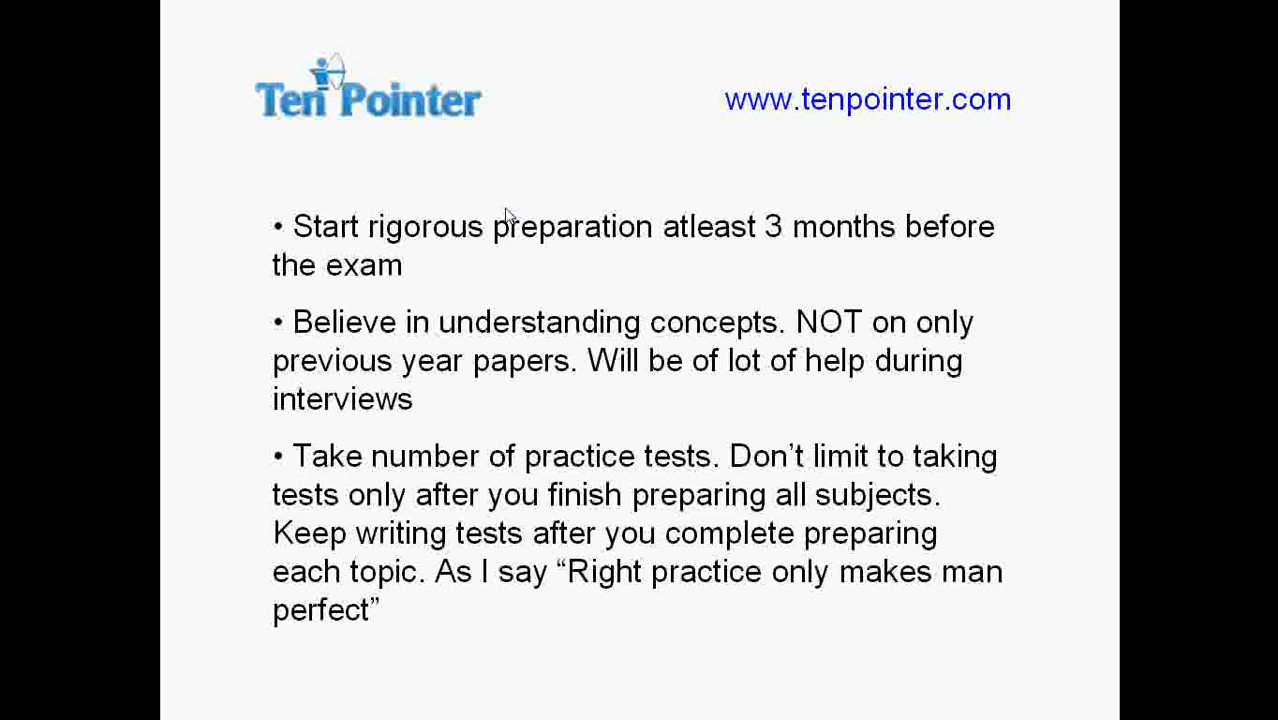 Ten Pointer
www.tenpointer.com
• Start rigorous preparation atleast 3 months before
the exam
• Believe in understanding concepts. NOT on only
previous year papers. Will be of lot of help during
interviews
• Take number of practice tests. Don’t limit to taking
tests only after you finish preparing all subjects.
Keep writing tests after you complete preparing
each topic. As I say “Right practice only makes man
perfect”